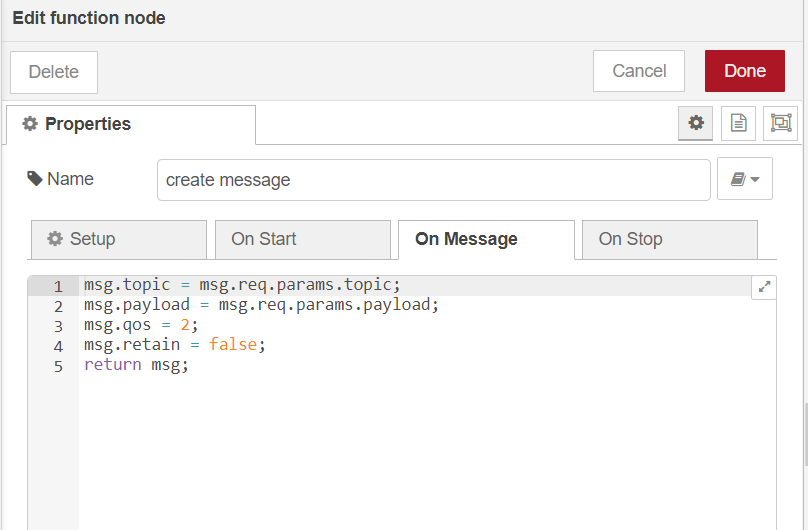 Edit function node
Delete
Cancel
Done
Properties
Name
create message
Setup
On Start
On Message
On Stop
1 msg.topic = msg.req.params.topic;
2 msg.payload = msg.req.params.payload;
3 msg.qos = 2;
4 msg.retain = false;
5 return msg;